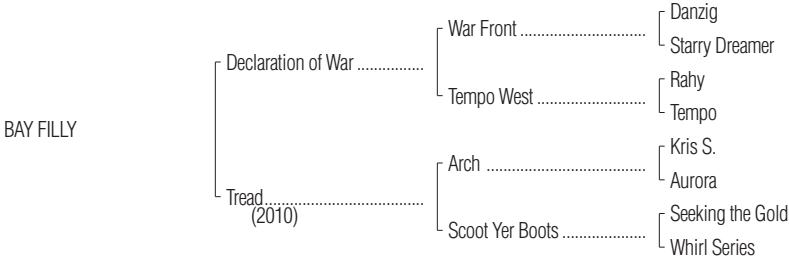 Danzig
War Front ................................
Starry Dreamer
Declaration of War ................
Rahy
Tempo West ...........................
Tempo
BAY FILLY
Kris S.
Arch ........................................
Aurora
Tread........................................
(2010)
Seeking the Gold
Scoot Yer Boots .....................
Whirl Series